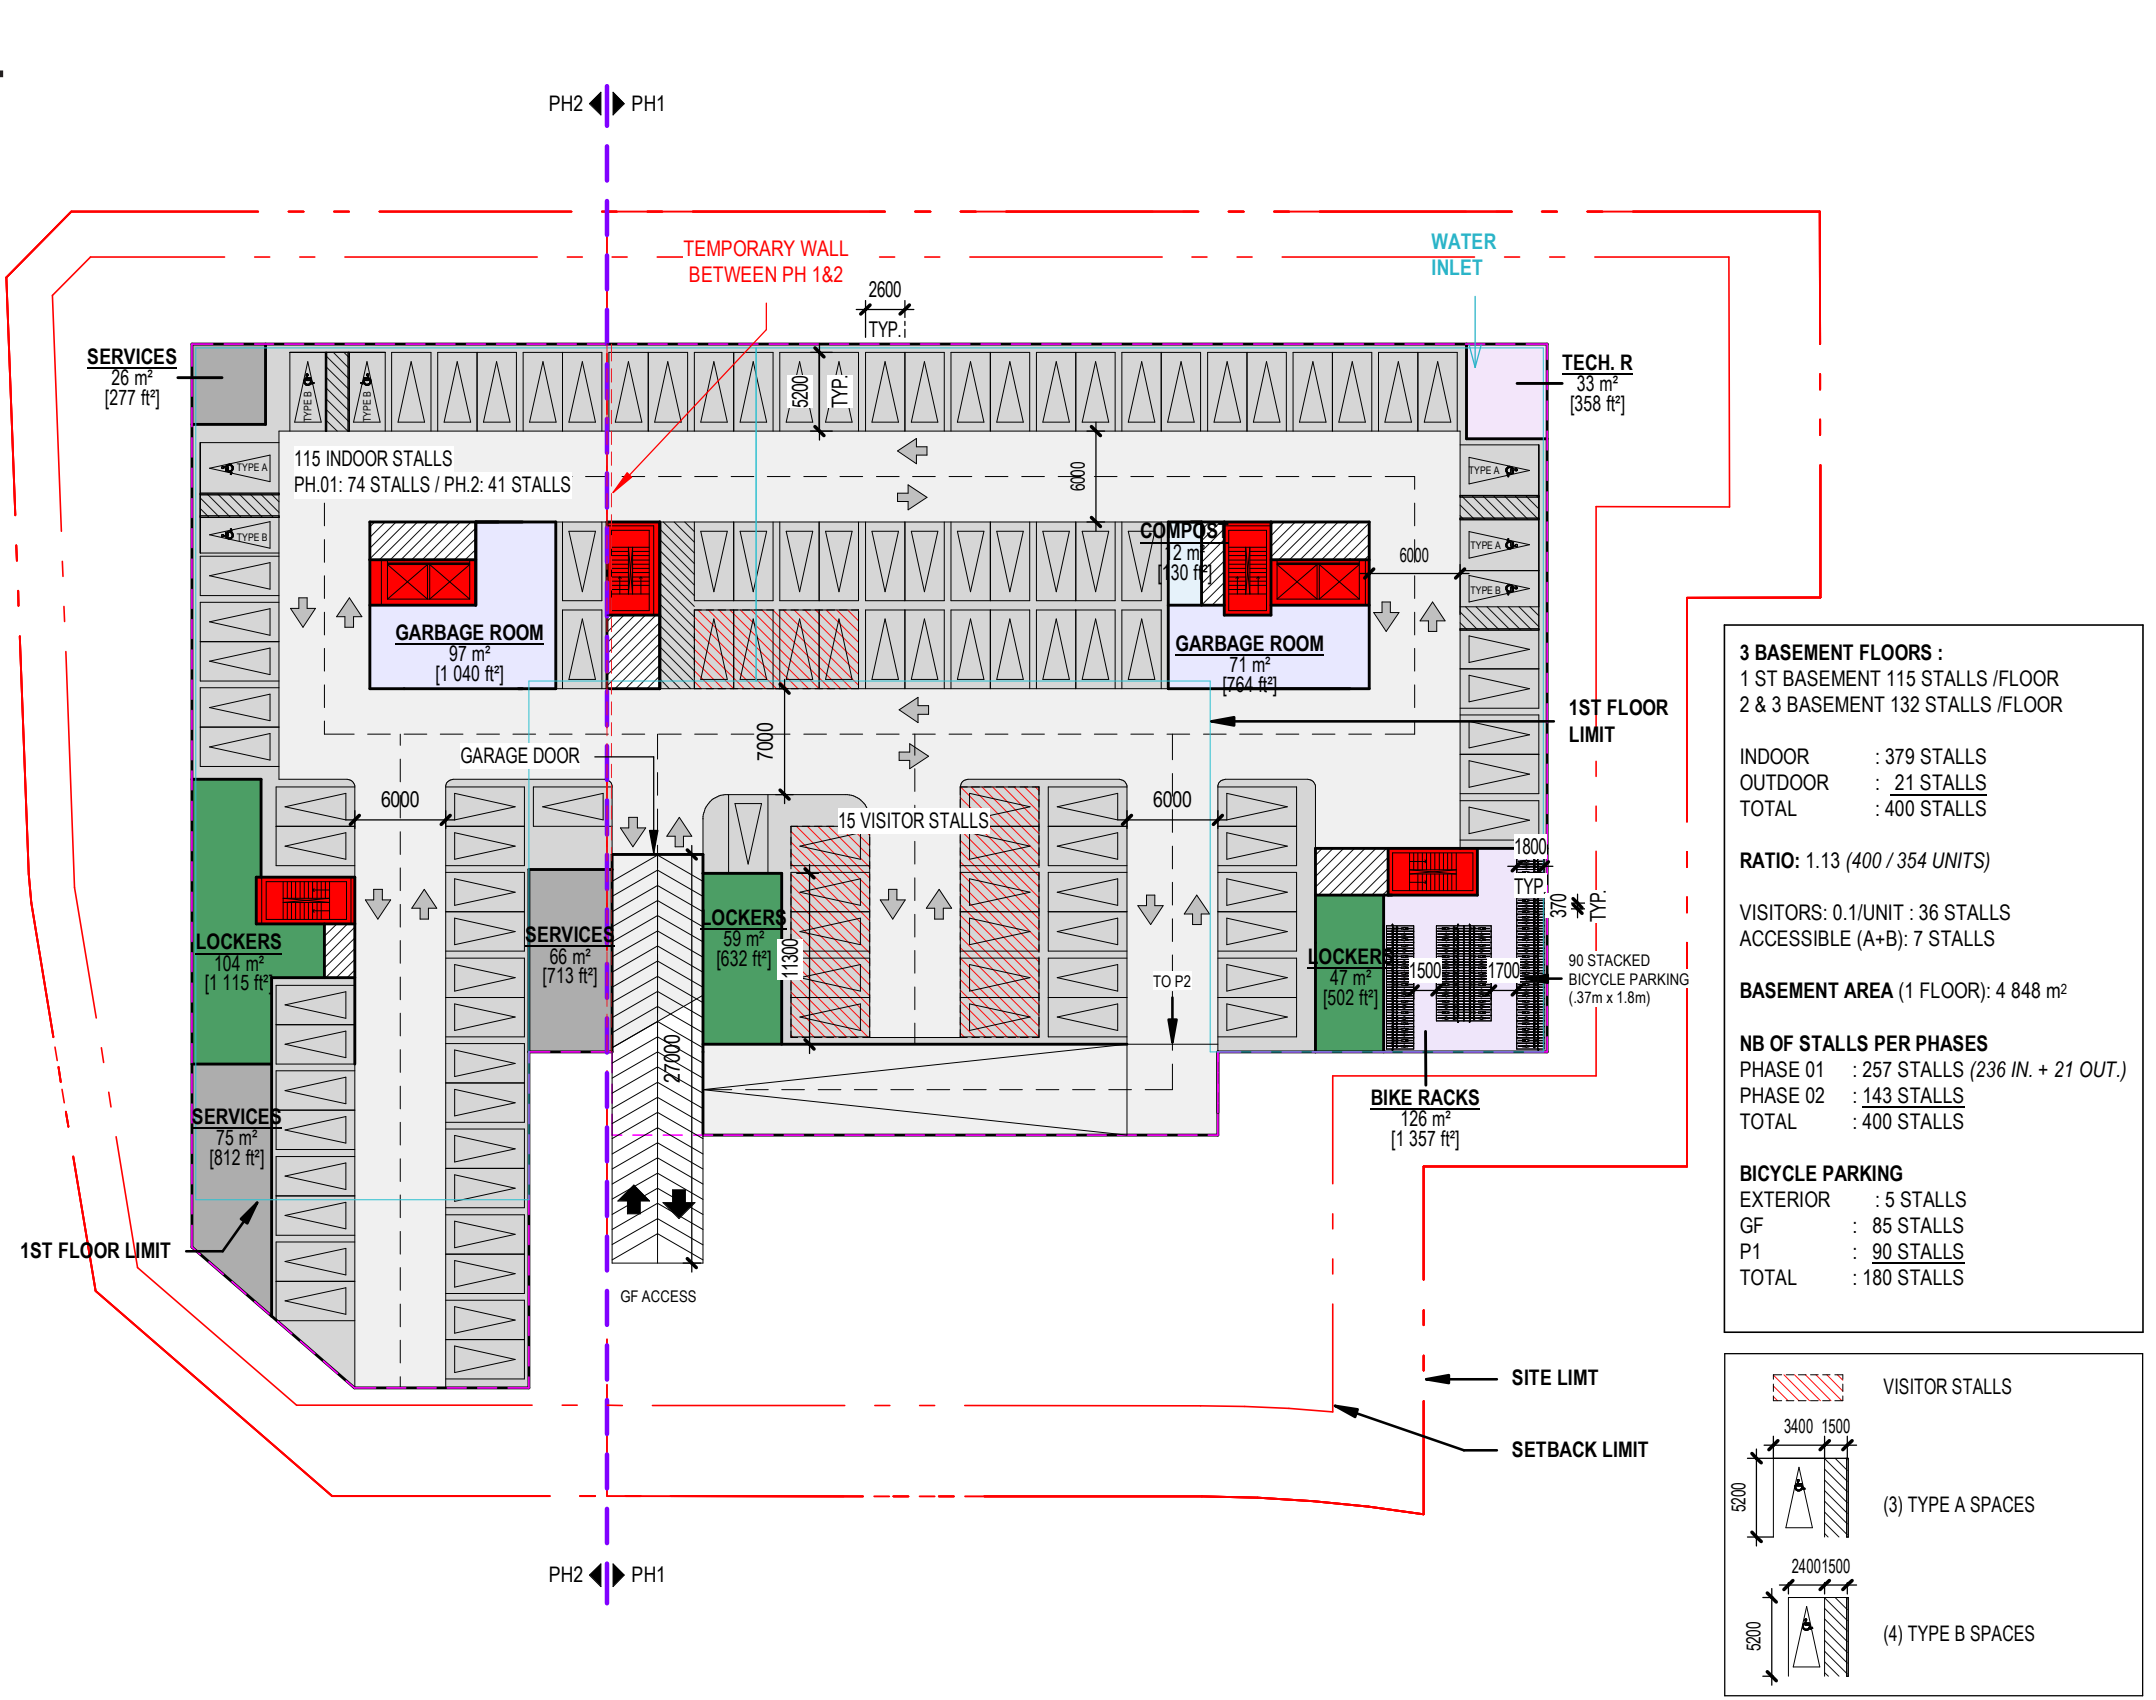 PH2 PH1
TEMPORARY WALL
BETWEEN PH 1&2
WATER
INLET
2600
TYP.
SERVICES
26 m²
[277 ft²]
TYPE B
TYPE B
5200
TYP.
TECH. R
33 m²
[358 ft²]
115 INDOOR STALLS
PH.01: 74 STALLS / PH.2: 41 STALLS
TYPE A
TYPE B
6000
TYPE A
TYPE A
TYPE B
COMPOST
12 m²
[130 ft²]
6000
GARBAGE ROOM
97 m²
[1 040 ft²]
GARBAGE ROOM
71 m²
[764 ft²]
1ST FLOOR
LIMIT
GARAGE DOOR
7000
6000
15 VISITOR STALLS
6000
1800
TYP.
370
TYP.
LOCKERS
104 m²
[1 115 ft²]
SERVICES
66 m²
[713 ft²]
LOCKERS
59 m²
[632 ft²]
11300
LOCKERS
47 m²
[502 ft²]
1500
1700
90 STACKED
BICYCLE PARKING
(.37m x 1.8m)
TO P2
27000
SERVICES
75 m²
[812 ft²]
BIKE RACKS
126 m²
[1 357 ft²]
1ST FLOOR LIMIT
GF ACCESS
SITE LIMT
SETBACK LIMIT
PH2 PH1
3 BASEMENT FLOORS :
1 ST BASEMENT 115 STALLS /FLOOR
2 & 3 BASEMENT 132 STALLS /FLOOR
INDOOR : 379 STALLS
OUTDOOR : 21 STALLS
TOTAL : 400 STALLS
RATIO: 1.13 (400 / 354 UNITS)
VISITORS: 0.1/UNIT : 36 STALLS
ACCESSIBLE (A+B): 7 STALLS
BASEMENT AREA (1 FLOOR): 4 848 m²
NB OF STALLS PER PHASES
PHASE 01 : 257 STALLS (236 IN. + 21 OUT.)
PHASE 02 : 143 STALLS
TOTAL : 400 STALLS
BICYCLE PARKING
EXTERIOR : 5 STALLS
GF : 85 STALLS
P1 : 90 STALLS
TOTAL : 180 STALLS
VISITOR STALLS
3400 1500
5200
(3) TYPE A SPACES
2400 1500
5200
(4) TYPE B SPACES